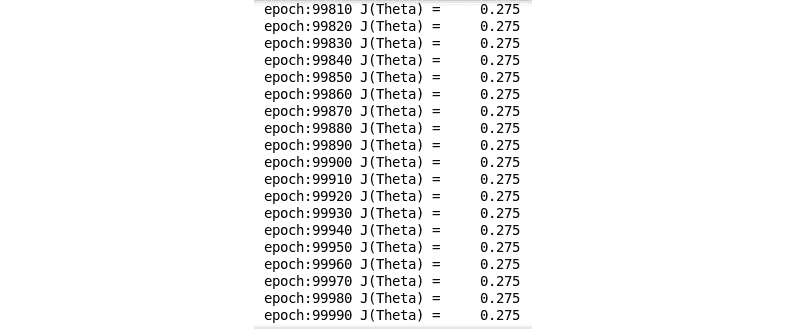 epoch:99810 J(Theta) =     0.275
epoch:99820 J(Theta) =     0.275
epoch:99830 J(Theta) =     0.275
epoch:99840 J(Theta) =     0.275
epoch:99850 J(Theta) =     0.275
epoch:99860 J(Theta) =     0.275
epoch:99870 J(Theta) =     0.275
epoch:99880 J(Theta) =     0.275
epoch:99890 J(Theta) =     0.275
epoch:99900 J(Theta) =     0.275
epoch:99910 J(Theta) =     0.275
epoch:99920 J(Theta) =     0.275
epoch:99930 J(Theta) =     0.275
epoch:99940 J(Theta) =     0.275
epoch:99950 J(Theta) =     0.275
epoch:99960 J(Theta) =     0.275
epoch:99970 J(Theta) =     0.275
epoch:99980 J(Theta) =     0.275
epoch:99990 J(Theta) =     0.275